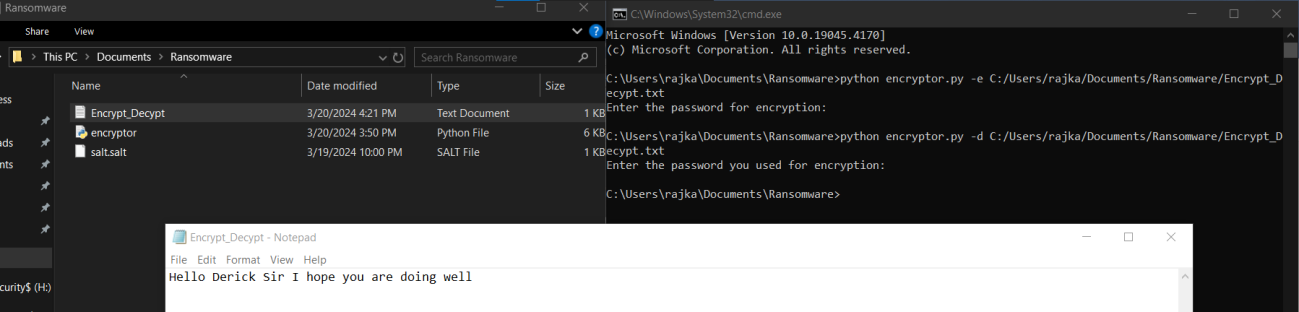 Ransomware
Share View
This PC > Documents > Ransomware
Search Ransomware
Name Date modified Type Size
Encrypt_Decypt 3/20/2024 4:21 PM Text Document 1 KB
encryptor 3/20/2024 3:50 PM Python File 6 KB
salt.salt 3/19/2024 10:00 PM SALT File 1 KB
ess
ads
nts
curity$ (H:)
C:\Windows\System32\cmd.exe
Microsoft Windows [Version 10.0.19045.4170]
(c) Microsoft Corporation. All rights reserved.
C:\Users\rajka\Documents\Ransomware>python encryptor.py -e C:/Users/rajka/Documents/Ransomware/Encrypt_D
ecypt.txt
Enter the password for encryption:
C:\Users\rajka\Documents\Ransomware>python encryptor.py -d C:/Users/rajka/Documents/Ransomware/Encrypt_D
ecypt.txt
Enter the password you used for encryption:
C:\Users\rajka\Documents\Ransomware>
Encrypt_Decypt - Notepad
File Edit Format View Help
Hello Derick Sir I hope you are doing well